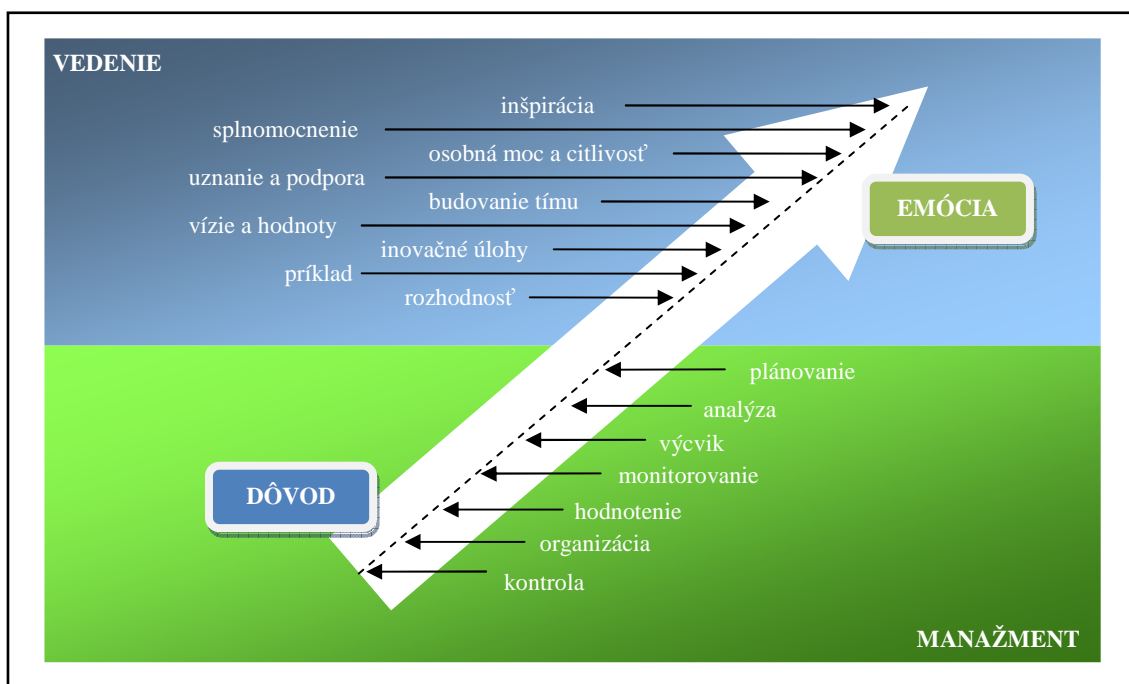 VEDENIE
inšpirácia
splnomocnenie
osobná moc a citlivosť
uznanie a podpora
budovanie tímu
EMÓCIA
vízie a hodnoty
inovačné úlohy
príklad
rozhodnosť
plánovanie
analýza
výcvik
monitorovanie
DÔVOD
hodnotenie
organizácia
kontrola
MANAŽMENT